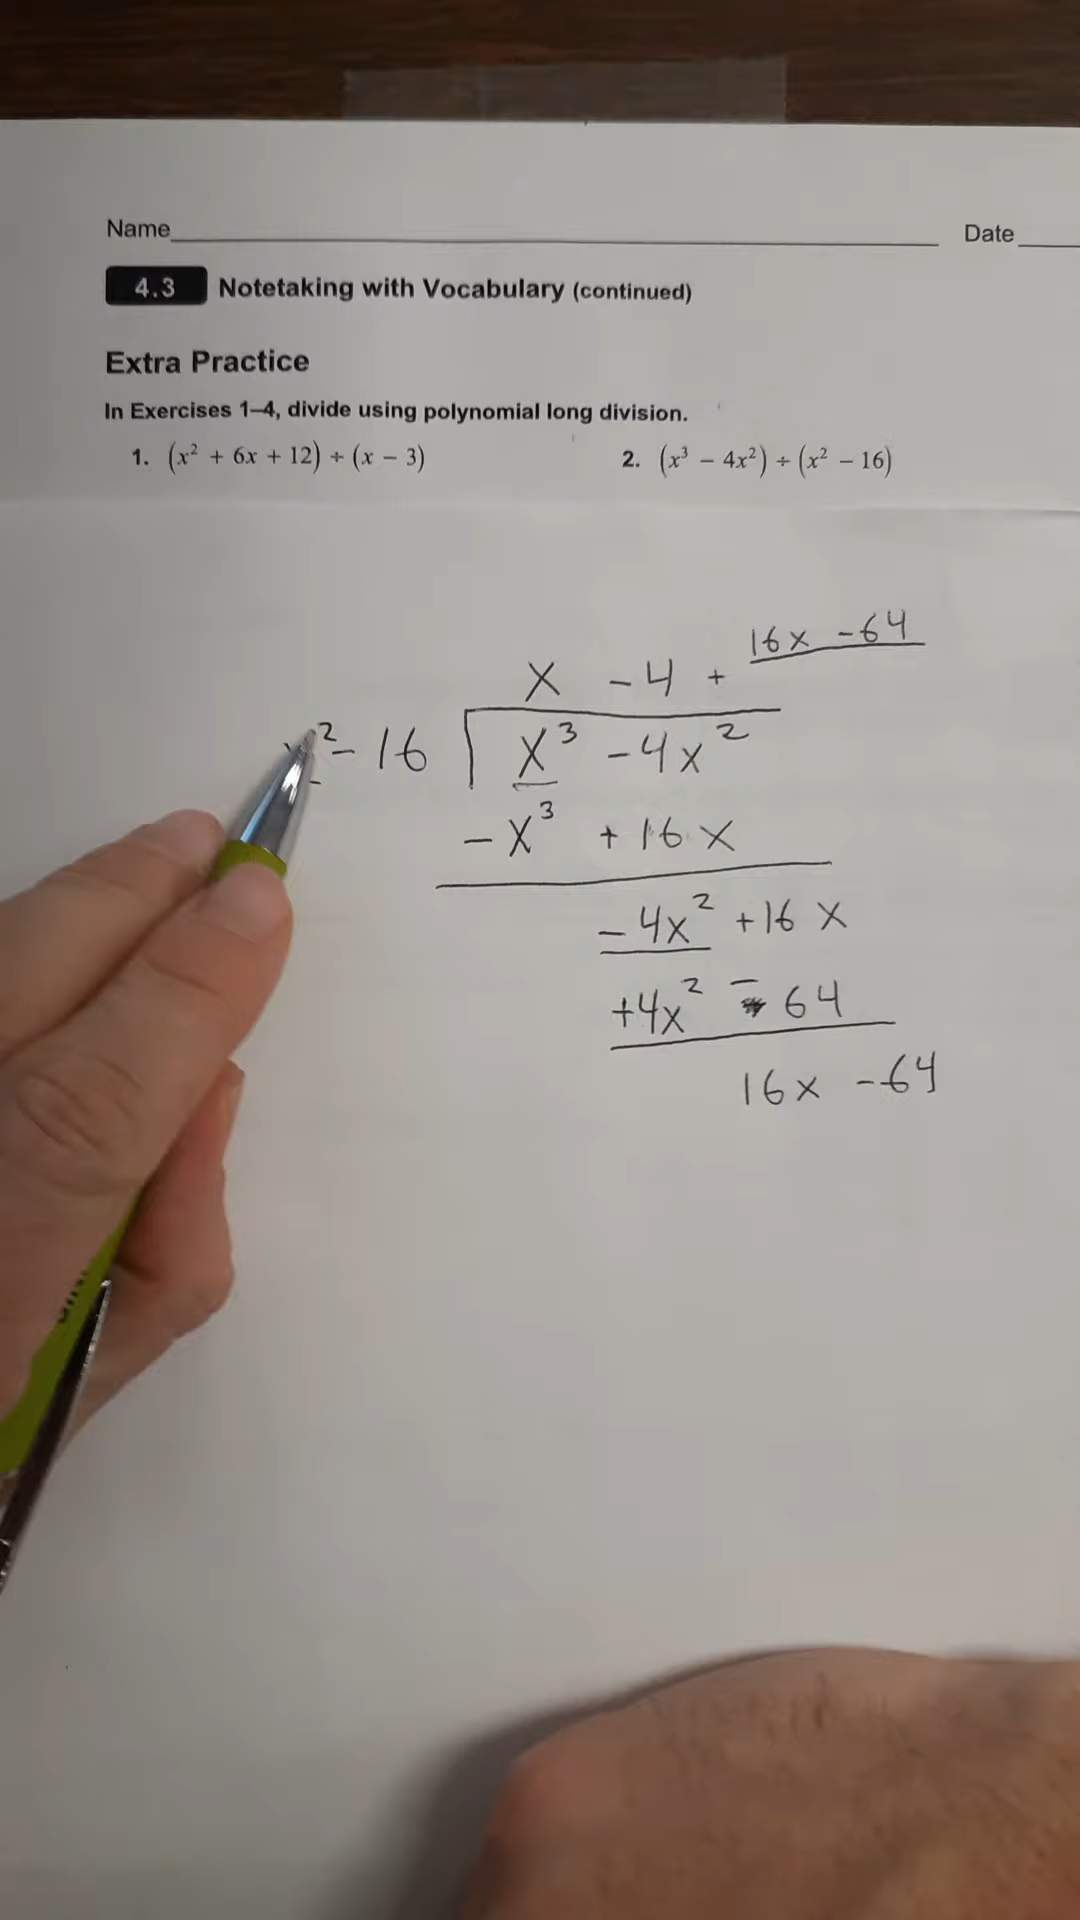 Name Date
4.3 Notetaking with Vocabulary (continued)
Extra Practice
In Exercises 1–4, divide using polynomial long division.
1. (x² + 6x + 12) ÷ (x − 3) 2. (x³ − 4x²) ÷ (x² − 16)
16x -64
x -4 +
² - 16 x³ -4x²
-x³ + 16x
-4x² +16x
+4x² - 64
16x -64